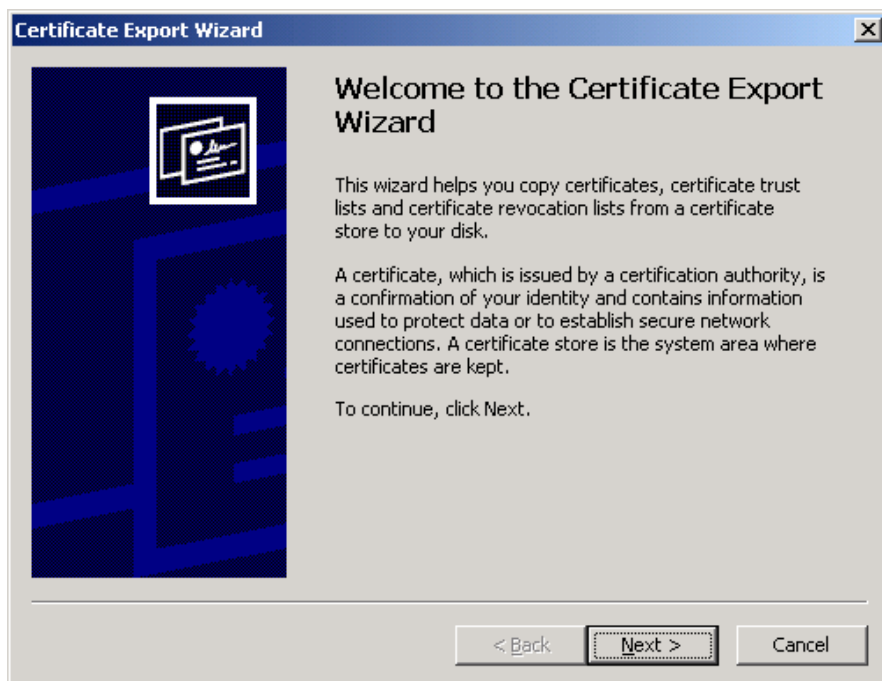 Certificate Export Wizard
Welcome to the Certificate Export
Wizard
This wizard helps you copy certificates, certificate trust
lists and certificate revocation lists from a certificate
store to your disk.
A certificate, which is issued by a certification authority, is
a confirmation of your identity and contains information
used to protect data or to establish secure network
connections. A certificate store is the system area where
certificates are kept.
To continue, click Next.
< Back Next > Cancel